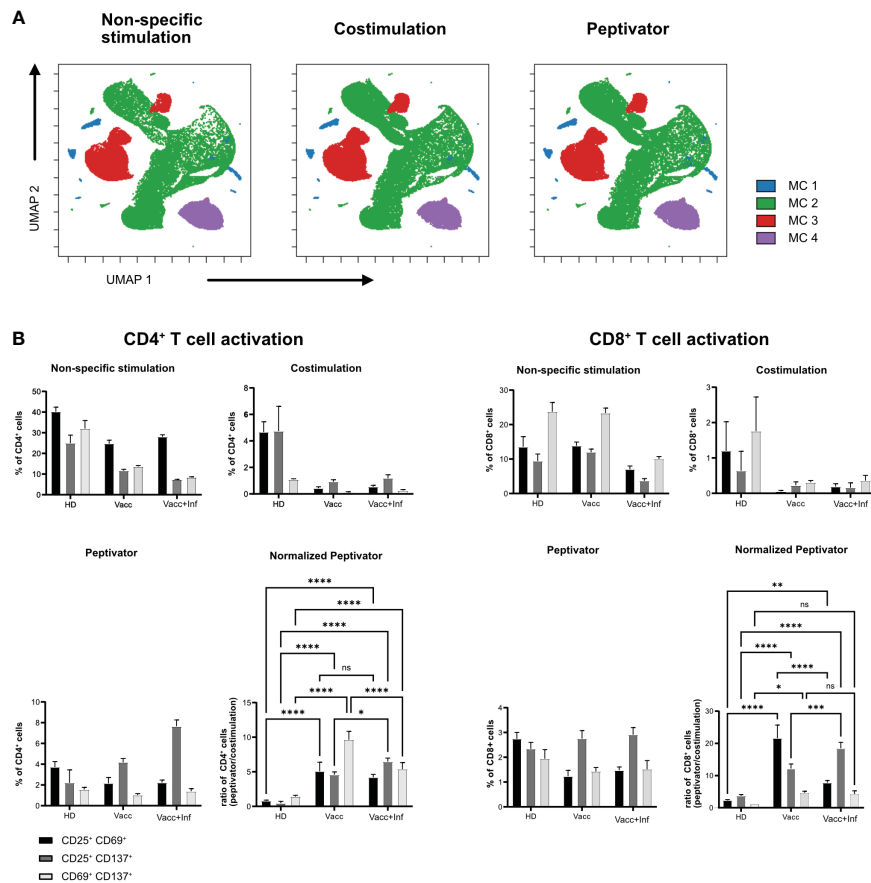 A
Non-specific
stimulation
Costimulation
Peptivator
UMAP 2
UMAP 1
MC 1
MC 2
MC 3
MC 4
B
CD4⁺ T cell activation
CD8⁺ T cell activation
Non-specific stimulation
% of CD4⁺ cells
50
40
30
20
10
0
HD
Vacc
Vacc+Inf
Costimulation
% of CD4⁺ cells
8
6
4
2
0
HD
Vacc
Vacc+Inf
Non-specific stimulation
% of CD8⁺ cells
30
20
10
0
HD
Vacc
Vacc+Inf
Costimulation
% of CD8⁺ cells
3
2
1
0
HD
Vacc
Vacc+Inf
Peptivator
% of CD4⁺ cells
10
8
6
4
2
0
HD
Vacc
Vacc+Inf
Normalized Peptivator
****
****
****
****
ns
****
****
****
*
ratio of CD4⁺ cells
(peptivator/costimulation)
15
10
5
0
HD
Vacc
Vacc+Inf
Peptivator
% of CD8+ cells
4
3
2
1
0
HD
Vacc
Vacc+Inf
Normalized Peptivator
**
ns
****
****
****
*
ns
****
***
ratio of CD8⁺ cells
(peptivator/costimulation)
30
20
10
0
HD
Vacc
Vacc+Inf
CD25⁺ CD69⁺
CD25⁺ CD137⁺
CD69⁺ CD137⁺